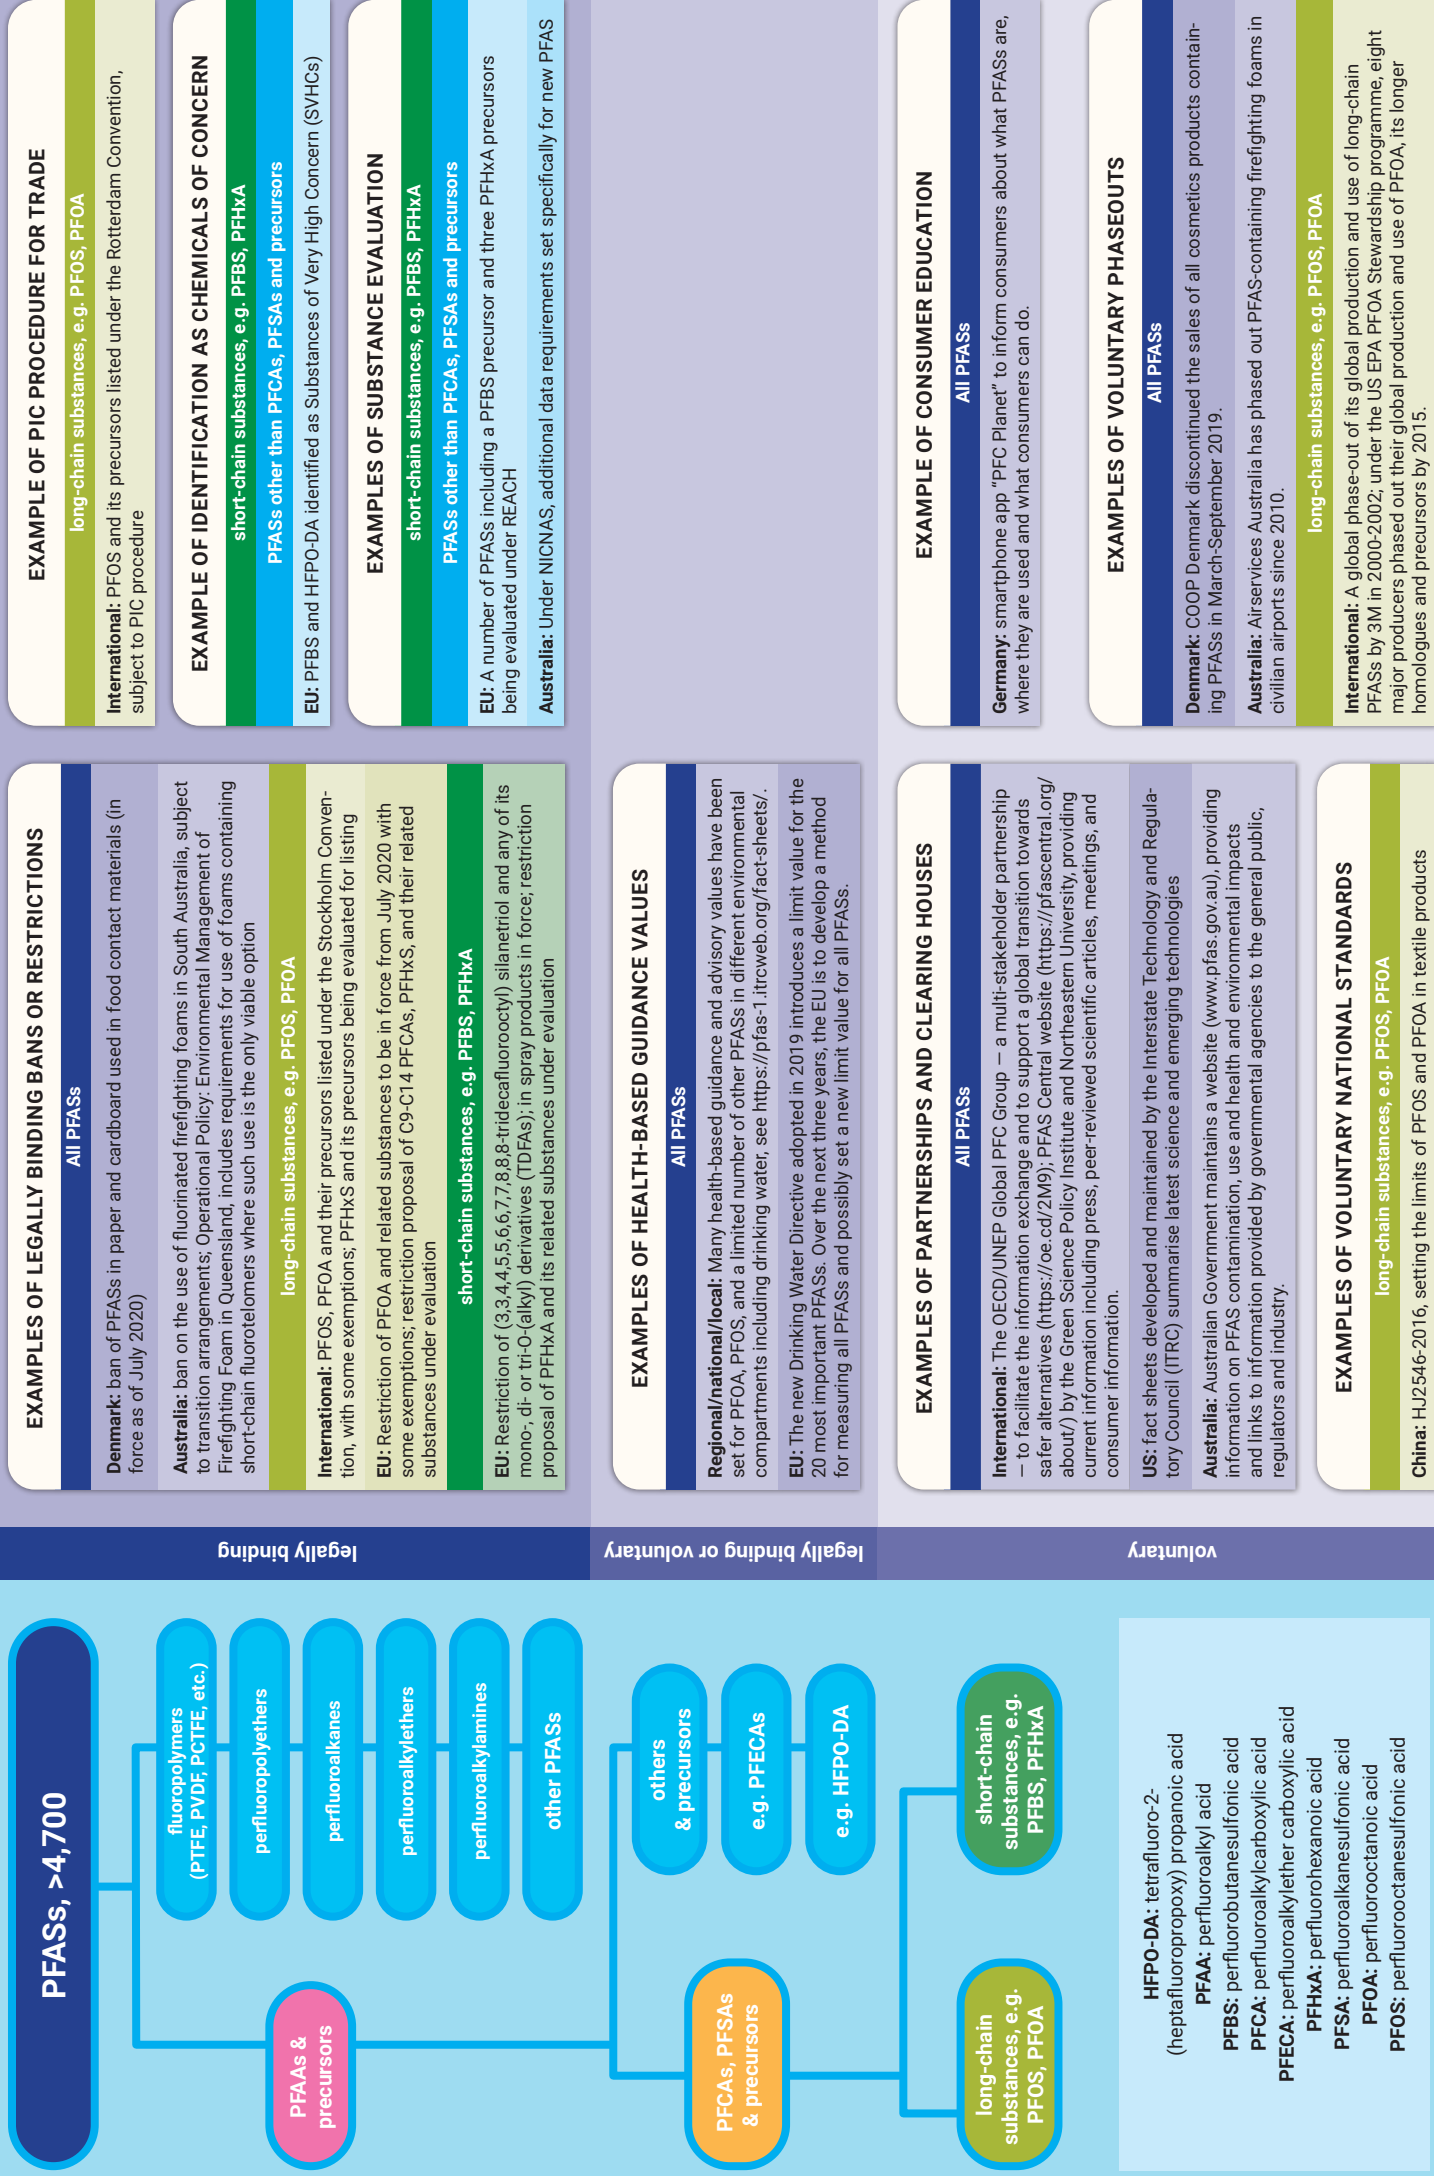 PFASs, >4,700
PFAAs &
precursors
fluoropolymers
(PTFE, PVDF, PCTFE, etc.)
perfluoropolyethers
perfluoroalkanes
perfluoroalkylethers
perfluoroalkylamines
other PFASs
PFCAs, PFSAs
& precursors
others
& precursors
e.g. PFECAs
e.g. HFPO-DA
long-chain
substances, e.g.
PFOS, PFOA
short-chain
substances, e.g.
PFBS, PFHxA
HFPO-DA: tetrafluoro-2-
(heptafluoropropoxy) propanoic acid
PFAA: perfluoroalkyl acid
PFBS: perflurobutanesulfonic acid
PFCA: perfluoroalkylcarboxylic acid
PFECA: perfluoroalkylether carboxylic acid
PFHxA: perfluorohexanoic acid
PFSA: perfluoroalkanesulfonic acid
PFOA: perfluorooctanoic acid
PFOS: perfluorooctanesulfonic acid
legally binding
EXAMPLES OF LEGALLY BINDING BANS OR RESTRICTIONS
All PFASs
Denmark: ban of PFASs in paper and cardboard used in food contact materials (in
force as of July 2020)
Australia: ban on the use of fluorinated firefighting foams in South Australia, subject
to transition arrangements; Operational Policy: Environmental Management of
Firefighting Foam in Queensland, includes requirements for use of foams containing
short-chain fluorotelomers where such use is the only viable option
long-chain substances, e.g. PFOS, PFOA
International: PFOS, PFOA and their precursors listed under the Stockholm Conven-
tion, with some exemptions; PFHxS and its precursors being evaluated for listing
EU: Restriction of PFOA and related substances to be in force from July 2020 with
some exemptions; restriction proposal of C9-C14 PFCAs, PFHxS, and their related
substances under evaluation
short-chain substances, e.g. PFBS, PFHxA
EU: Restriction of (3,3,4,4,5,5,6,6,7,7,8,8,8-tridecafluorooctyl) silanetriol and any of its
mono-, di- or tri-O-(alkyl) derivatives (TDFAs); in spray products in force; restriction
proposal of PFHxA and its related substances under evaluation
EXAMPLE OF PIC PROCEDURE FOR TRADE
long-chain substances, e.g. PFOS, PFOA
International: PFOS and its precursors listed under the Rotterdam Convention,
subject to PIC procedure
EXAMPLE OF IDENTIFICATION AS CHEMICALS OF CONCERN
short-chain substances, e.g. PFBS, PFHxA
PFASs other than PFCAs, PFSAs and precursors
EU: PFBS and HFPO-DA identified as Substances of Very High Concern (SVHCs)
EXAMPLES OF SUBSTANCE EVALUATION
short-chain substances, e.g. PFBS, PFHxA
PFASs other than PFCAs, PFSAs and precursors
EU: A number of PFASs including a PFBS precursor and three PFHxA precursors
being evaluated under REACH
Australia: Under NICNAS, additional data requirements set specifically for new PFAS
legally binding or voluntary
EXAMPLES OF HEALTH-BASED GUIDANCE VALUES
All PFASs
Regional/national/local: Many health-based guidance and advisory values have been
set for PFOA, PFOS, and a limited number of other PFASs in different environmental
compartments including drinking water, see https://pfas-1.itrcweb.org/fact-sheets/.
EU: The new Drinking Water Directive adopted in 2019 introduces a limit value for the
20 most important PFASs. Over the next three years, the EU is to develop a method
for measuring all PFASs and possibly set a new limit value for all PFASs.
voluntary
EXAMPLES OF PARTNERSHIPS AND CLEARING HOUSES
All PFASs
International: The OECD/UNEP Global PFC Group – a multi-stakeholder partnership
– to facilitate the information exchange and to support a global transition towards
safer alternatives (https://oe.cd/2M9); PFAS Central website (https://pfascentral.org/
about/) by the Green Science Policy Institute and Northeastern University, providing
current information including press, peer-reviewed scientific articles, meetings, and
consumer information.
US: fact sheets developed and maintained by the Interstate Technology and Regula-
tory Council (ITRC) summarise latest science and emerging technologies
Australia: Australian Government maintains a website (www.pfas.gov.au), providing
information on PFAS contamination, use and health and environmental impacts
and links to information provided by governmental agencies to the general public,
regulators and industry.
EXAMPLES OF VOLUNTARY NATIONAL STANDARDS
long-chain substances, e.g. PFOS, PFOA
China: HJ2546-2016, setting the limits of PFOS and PFOA in textile products
EXAMPLE OF CONSUMER EDUCATION
All PFASs
Germany: smartphone app "PFC Planet" to inform consumers about what PFASs are,
where they are used and what consumers can do.
EXAMPLES OF VOLUNTARY PHASEOUTS
All PFASs
Denmark: COOP Denmark discontinued the sales of all cosmetics products contain-
ing PFASs in March-September 2019.
Australia: Airservices Australia has phased out PFAS-containing firefighting foams in
civilian airports since 2010.
long-chain substances, e.g. PFOS, PFOA
International: A global phase-out of its global production and use of long-chain
PFASs by 3M in 2000-2002; under the US EPA PFOA Stewardship programme, eight
major producers phased out their global production and use of PFOA, its longer
homologues and precursors by 2015.